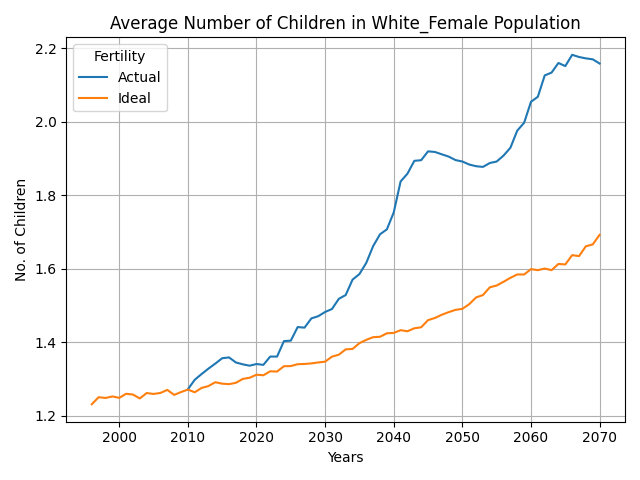 Average Number of Children in White_Female Population
Fertility
Actual
Ideal
No. of Children
2.2
2.0
1.8
1.6
1.4
1.2
2000 2010 2020 2030 2040 2050 2060 2070
Years